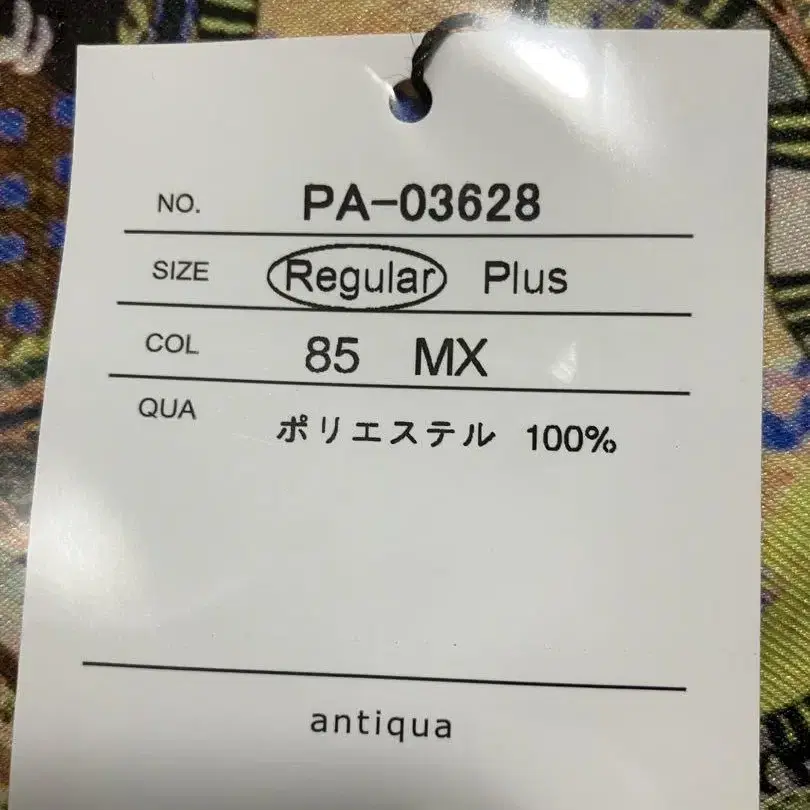 NO. PA-03628
SIZE Regular Plus
COL 85 MX
QUA ポリエステル 100%
antiqua